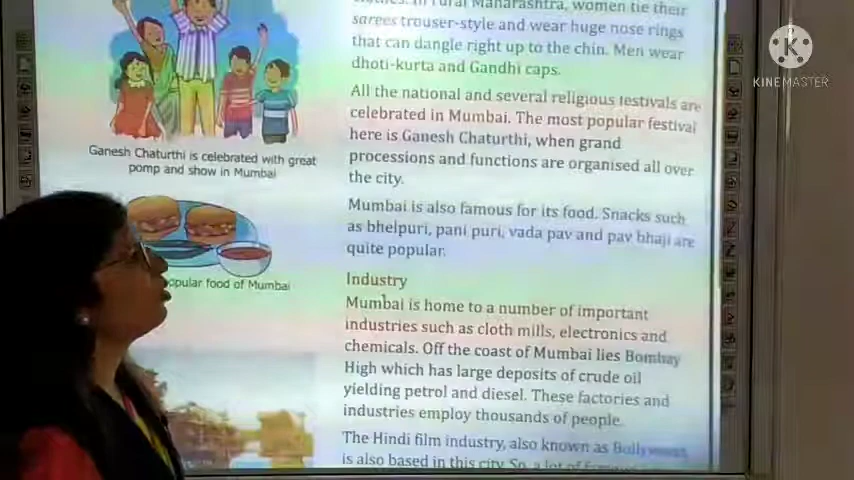 clothes. In rural Maharashtra, women tie their
sarees trouser-style and wear huge nose rings
that can dangle right up to the chin. Men wear
dhoti-kurta and Gandhi caps.
All the national and several religious festivals are
celebrated in Mumbai. The most popular festival
here is Ganesh Chaturthi, when grand
processions and functions are organised all over
the city.
Mumbai is also famous for its food. Snacks such
as bhelpuri, pani puri, vada pav and pav bhaji are
quite popular.
Industry
Mumbai is home to a number of important
industries such as cloth mills, electronics and
chemicals. Off the coast of Mumbai lies Bombay
High which has large deposits of crude oil
yielding petrol and diesel. These factories and
industries employ thousands of people.
The Hindi film industry, also known as Bollywood,
is also based in this city. So, a lot of
Ganesh Chaturthi is celebrated with great
pomp and show in Mumbai
opular food of Mumbai
K
KINEMASTER